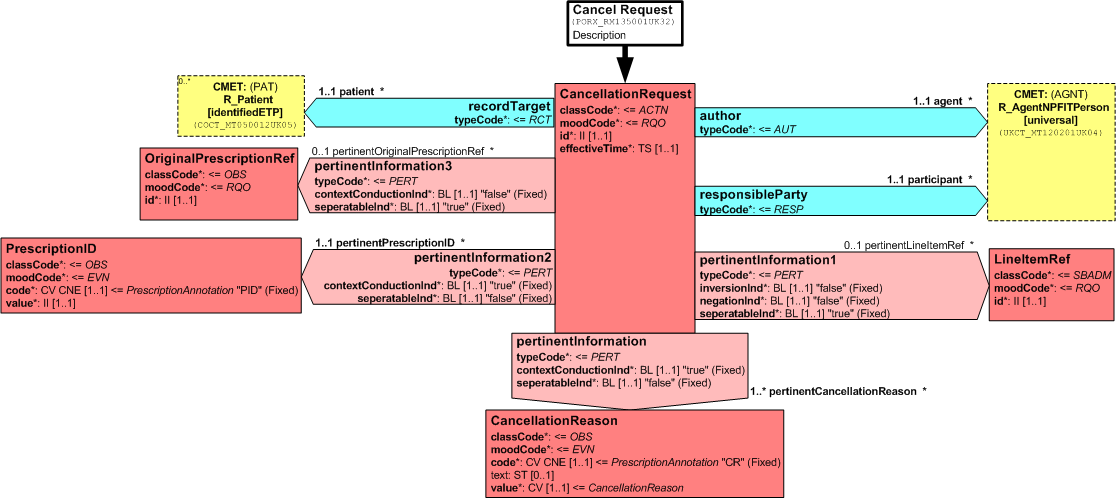 Cancel Request
(PORX_RM135001UK32)
Description
0..*
CMET: (PAT)
R_Patient
[identifiedETP]
(COCT_MT050012UK05)
1..1 patient *
recordTarget
typeCode*: <= RCT
CancellationRequest
classCode*: <= ACTN
moodCode*: <= RQO
id*: II [1..1]
effectiveTime*: TS [1..1]
1..1 agent *
author
typeCode*: <= AUT
CMET: (AGNT)
R_AgentNPFITPerson
[universal]
(UKCT_MT120201UK04)
OriginalPrescriptionRef
classCode*: <= OBS
moodCode*: <= RQO
id*: II [1..1]
0..1 pertinentOriginalPrescriptionRef *
pertinentInformation3
typeCode*: <= PERT
contextConductionInd*: BL [1..1] "false" (Fixed)
seperatableInd*: BL [1..1] "true" (Fixed)
1..1 participant *
responsibleParty
typeCode*: <= RESP
PrescriptionID
classCode*: <= OBS
moodCode*: <= EVN
code*: CV CNE [1..1] <= PrescriptionAnnotation "PID" (Fixed)
value*: II [1..1]
1..1 pertinentPrescriptionID *
pertinentInformation2
typeCode*: <= PERT
contextConductionInd*: BL [1..1] "true" (Fixed)
seperatableInd*: BL [1..1] "false" (Fixed)
0..1 pertinentLineItemRef *
pertinentInformation1
typeCode*: <= PERT
inversionInd*: BL [1..1] "false" (Fixed)
negationInd*: BL [1..1] "false" (Fixed)
seperatableInd*: BL [1..1] "true" (Fixed)
LineItemRef
classCode*: <= SBADM
moodCode*: <= RQO
id*: II [1..1]
pertinentInformation
typeCode*: <= PERT
contextConductionInd*: BL [1..1] "true" (Fixed)
seperatableInd*: BL [1..1] "false" (Fixed)
1..* pertinentCancellationReason *
CancellationReason
classCode*: <= OBS
moodCode*: <= EVN
code*: CV CNE [1..1] <= PrescriptionAnnotation "CR" (Fixed)
text: ST [0..1]
value*: CV [1..1] <= CancellationReason